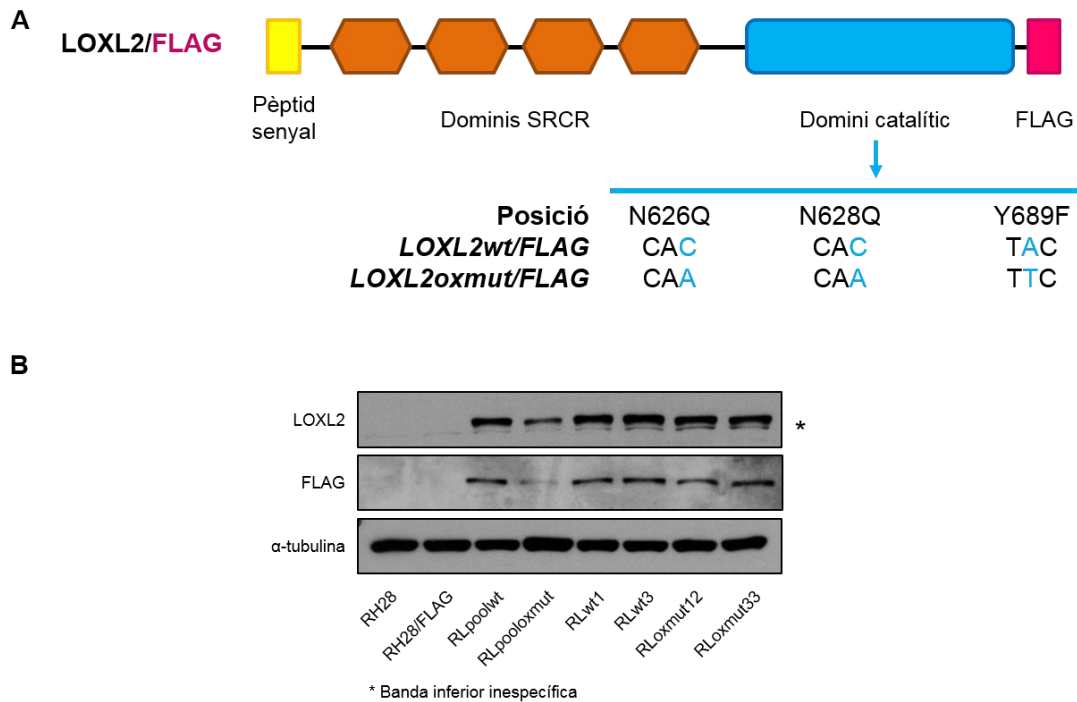 A
LOXL2/FLAG
Pèptid
senyal
Dominis SRCR
Domini catalític
FLAG
Posició N626Q N628Q Y689F
LOXL2wt/FLAG CAC CAC TAC
LOXL2oxmut/FLAG CAA CAA TTC
B
LOXL2
*
FLAG
α-tubulina
RH28
RH28/FLAG
RLpoolwt
RLpooloxmut
RLwt1
RLwt3
RLoxmut12
RLoxmut33
* Banda inferior inespecífica